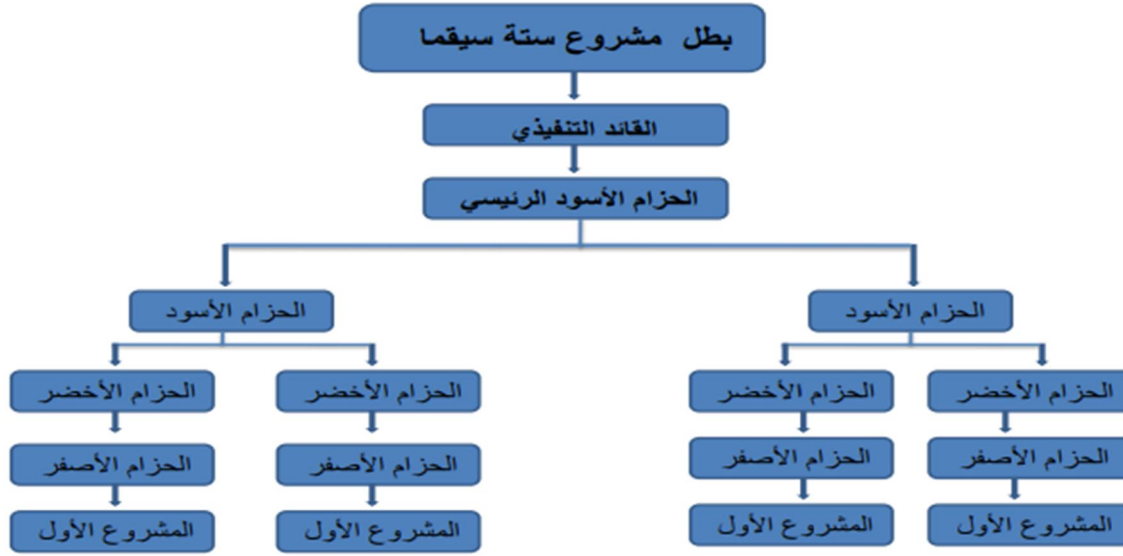 بطل مشروع ستة سيقما
القائد التنفيذي
الحزام الأسود الرئيسي
الحزام الأسود
الحزام الأسود
الحزام الأخضر
الحزام الأخضر
الحزام الأخضر
الحزام الأخضر
الحزام الأصفر
الحزام الأصفر
الحزام الأصفر
الحزام الأصفر
المشروع الأول
المشروع الأول
المشروع الأول
المشروع الأول